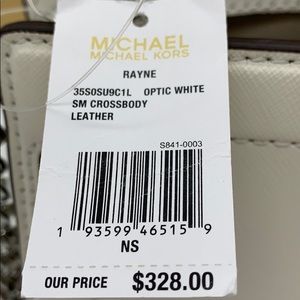 MICHAEL
MICHAEL KORS
RAYNE
35S0SU9C1L OPTIC WHITE
SM CROSSBODY
LEATHER
S841-0003
1 93599 46515 9
NS
OUR PRICE $328.00